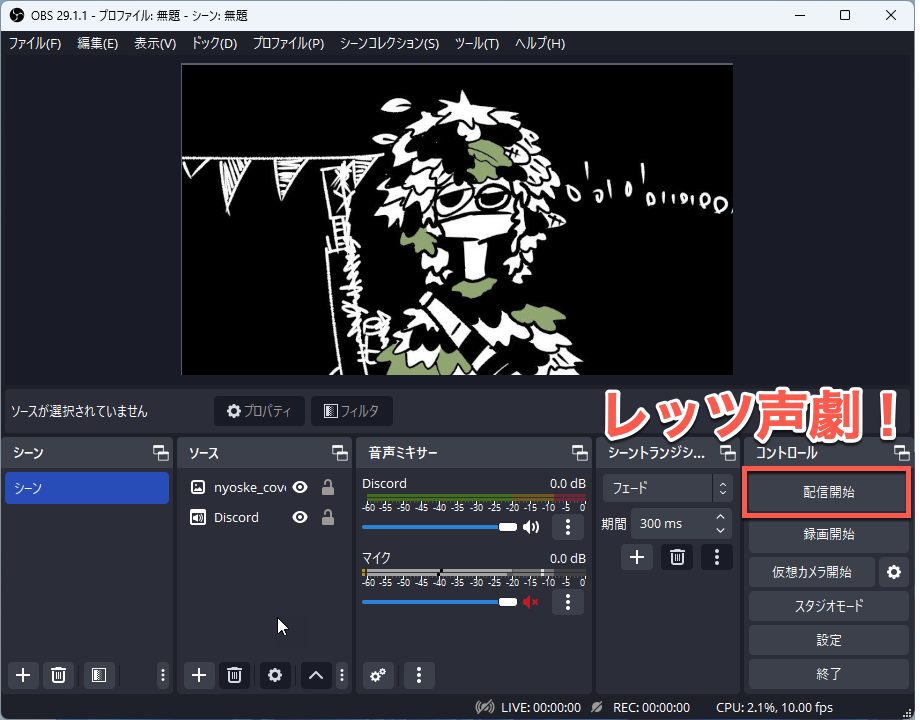 OBS 29.1.1 - プロファイル: 無題 - シーン: 無題
ファイル(F) 編集(E) 表示(V) ドック(D) プロファイル(P) シーンコレクション(S) ツール(T) ヘルプ(H)
ソースが選択されていません プロパティ フィルタ
レッツ声劇！
シーン
シーン
ソース
nyoske_cov
Discord
音声ミキサー
Discord 0.0 dB
-60 -55 -50 -45 -40 -35 -30 -25 -20 -15 -10 -5 0
マイク 0.0 dB
-60 -55 -50 -45 -40 -35 -30 -25 -20 -15 -10 -5 0
シーントランジシ...
フェード
期間 300 ms
コントロール
配信開始
録画開始
仮想カメラ開始
スタジオモード
設定
終了
LIVE: 00:00:00 REC: 00:00:00 CPU: 2.1%, 10.00 fps